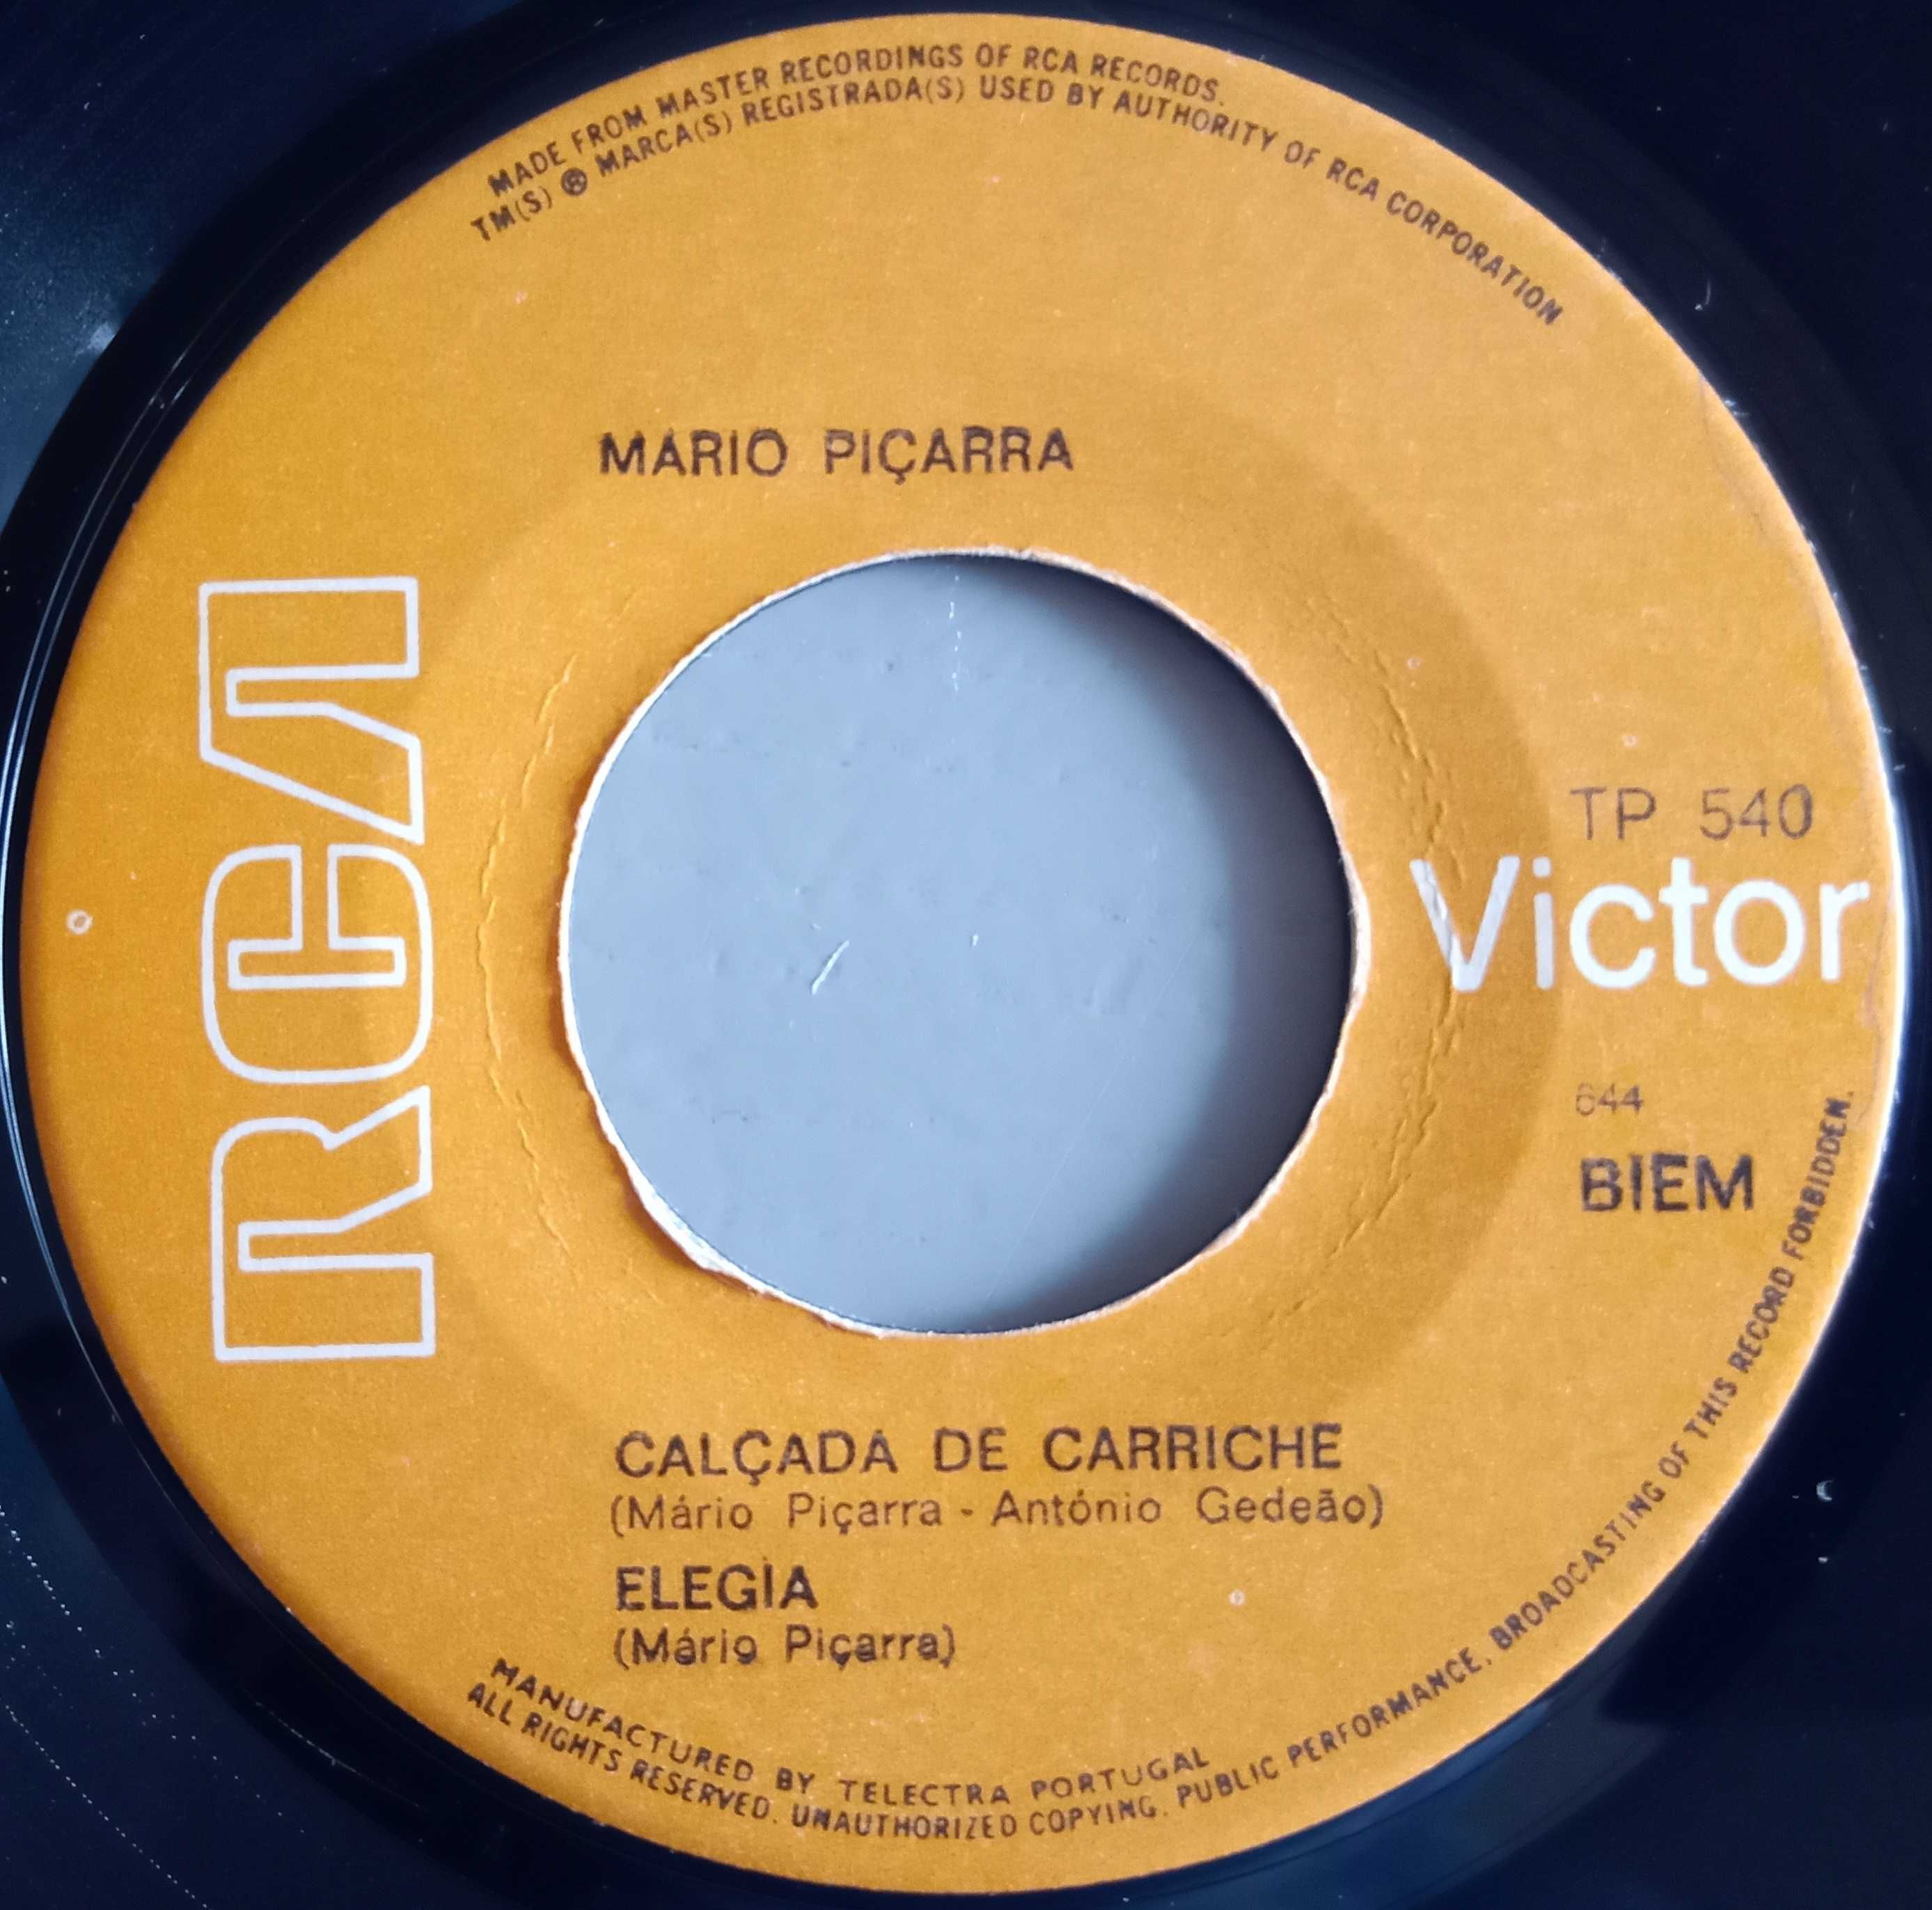 MADE FROM MASTER RECORDINGS OF RCA RECORDS.
TM(S) ® MARCA(S) REGISTRADA(S) USED BY AUTHORITY OF RCA CORPORATION
MÁRIO PIÇARRA
RCA
TP 540
Victor
644
BIEM
CALÇADA DE CARRICHE
(Mário Piçarra - António Gedeão)
ELEGIA
(Mário Piçarra)
MANUFACTURED BY TELECTRA PORTUGAL
ALL RIGHTS RESERVED. UNAUTHORIZED COPYING. PUBLIC PERFORMANCE. BROADCASTING OF THIS RECORD FORBIDDEN.